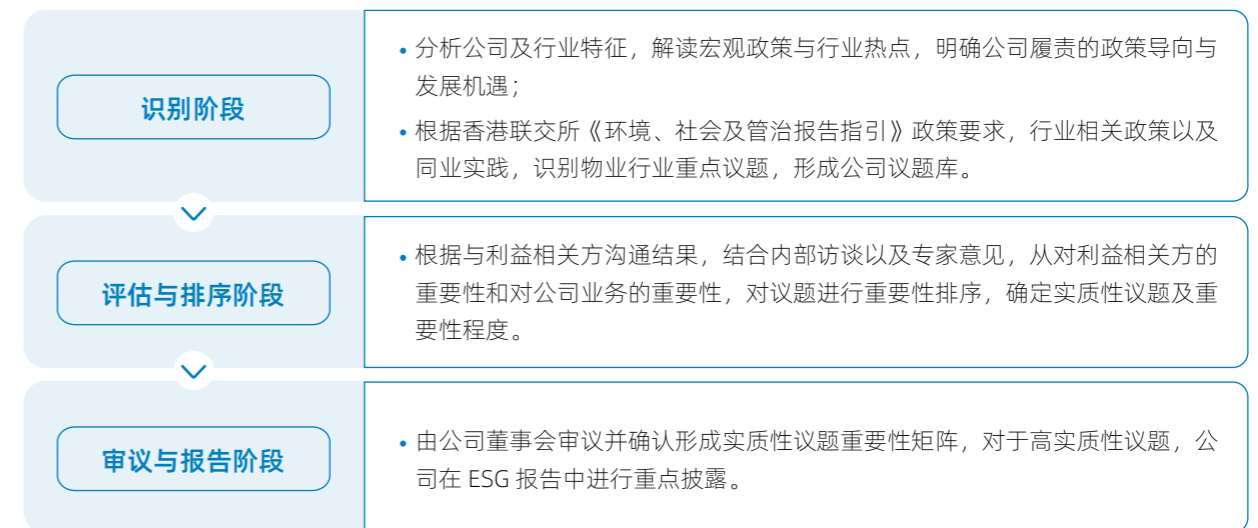 识别阶段
• 分析公司及行业特征，解读宏观政策与行业热点，明确公司履责的政策导向与
发展机遇；
• 根据香港联交所《环境、社会及管治报告指引》政策要求，行业相关政策以及
同业实践，识别物业行业重点议题，形成公司议题库。
评估与排序阶段
• 根据与利益相关方沟通结果，结合内部访谈以及专家意见，从对利益相关方的
重要性和对公司业务的重要性，对议题进行重要性排序，确定实质性议题及重
要性程度。
审议与报告阶段
• 由公司董事会审议并确认形成实质性议题重要性矩阵，对于高实质性议题，公
司在 ESG 报告中进行重点披露。